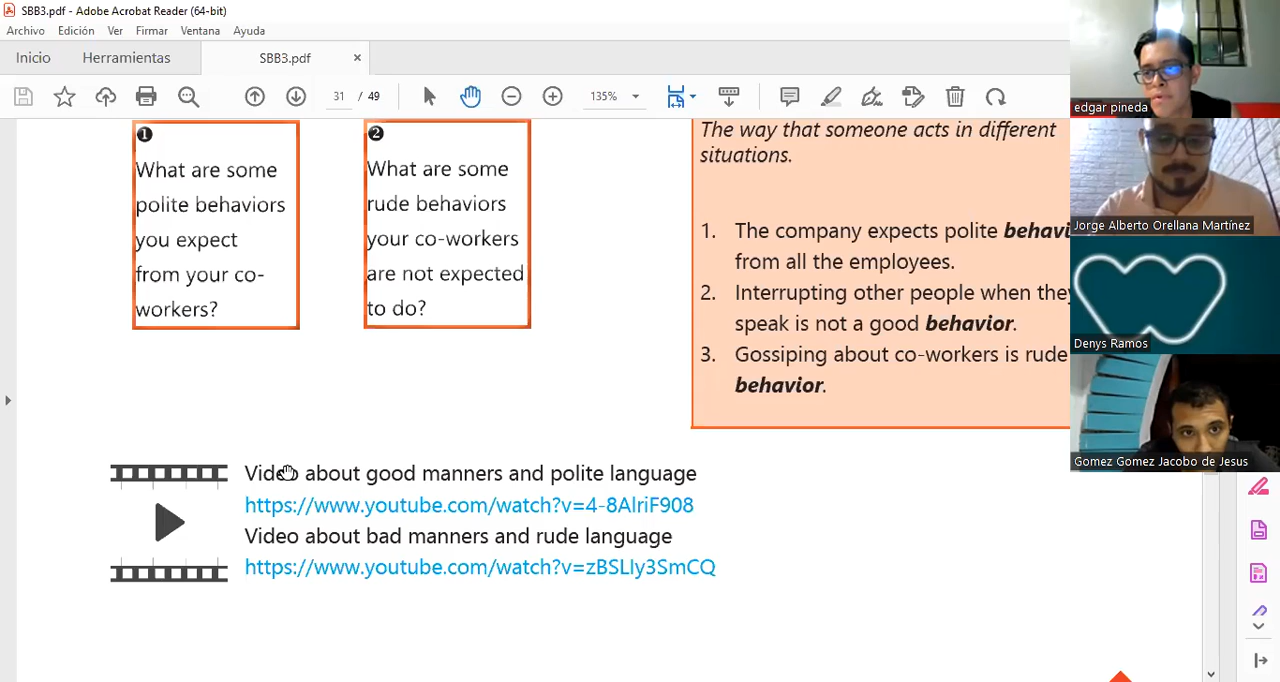 SBB3.pdf - Adobe Acrobat Reader (64-bit)
Archivo Edición Ver Firmar Ventana Ayuda
Inicio Herramientas SBB3.pdf ×
31 / 49 135%
1
What are some
polite behaviors
you expect
from your co-
workers?
2
What are some
rude behaviors
your co-workers
are not expected
to do?
The way that someone acts in different
situations.
1. The company expects polite behavi
from all the employees.
2. Interrupting other people when they
speak is not a good behavior.
3. Gossiping about co-workers is rude
behavior.
Video about good manners and polite language
https://www.youtube.com/watch?v=4-8AlriF908
Video about bad manners and rude language
https://www.youtube.com/watch?v=zBSLIy3SmCQ
edgar pineda
Jorge Alberto Orellana Martínez
Denys Ramos
Gomez Gomez Jacobo de Jesus